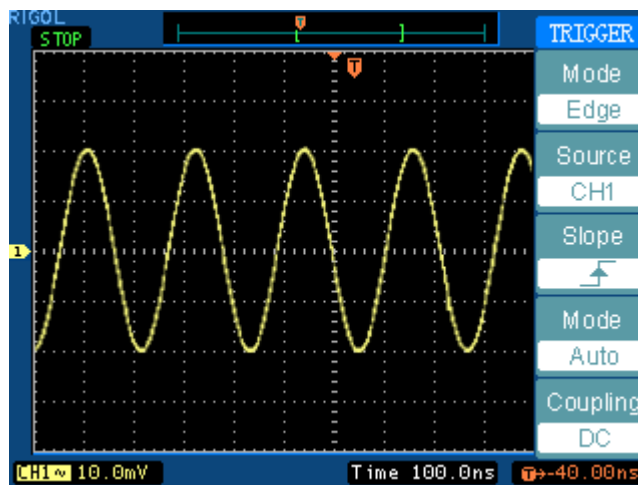 RIGOL
STOP
T
T
TRIGGER
Mode
Edge
Source
CH1
Slope
Mode
Auto
Coupling
DC
1
CH1~ 10.0mV
Time 100.0ns
T→-40.00ns